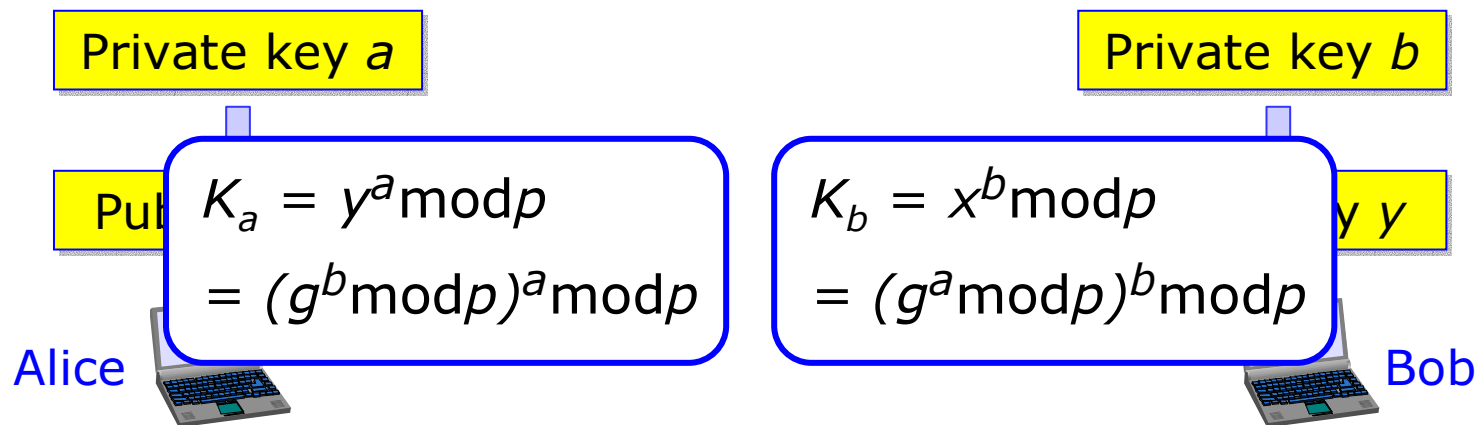 Private key a
Private key b
Pub
y y
K_a = y^a mod p
= (g^b mod p)^a mod p
K_b = x^b mod p
= (g^a mod p)^b mod p
Alice
Bob